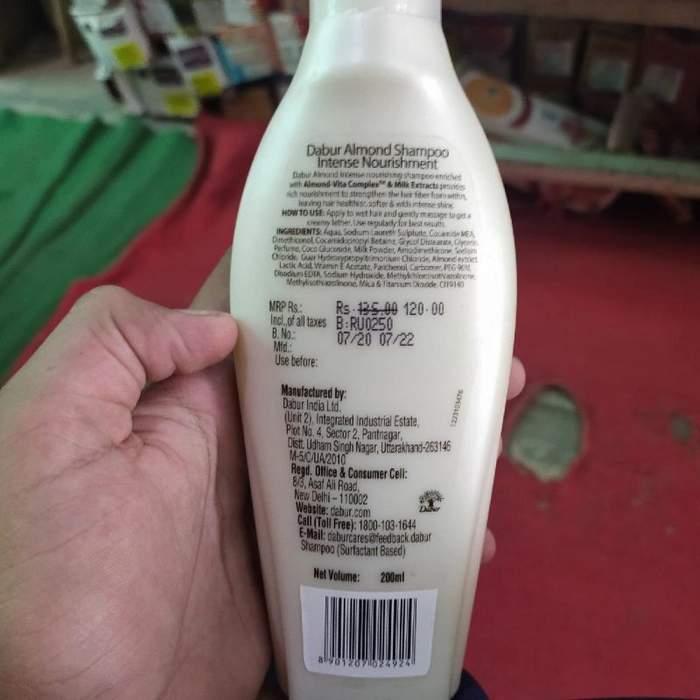 Dabur Almond Shampoo
Intense Nourishment
Dabur Almond Intense nourishing shampoo enriched
with Almond-Vita Complex™ & Milk Extracts provides
rich nourishment to strengthen the hair fiber from within,
leaving hair healthier, softer & with intense shine.
HOW TO USE: Apply to wet hair and gently massage to get a
creamy lather. Use regularly for best results.
INGREDIENTS: Aqua, Sodium Laureth Sulphate, Cocamide MEA,
Dimethiconol, Cocamidopropyl Betaine, Glycol Distearate, Glycerin,
Perfume, Coco Glucoside, Milk Powder, Amodimethicone, Sodium
Chloride, Guar Hydroxypropyltrimonium Chloride, Almond extract,
Lactic Acid, Vitamin E Acetate, Panthenol, Carbomer, PEG 90M,
Disodium EDTA, Sodium Hydroxide, Methylchloroisothiazolinone,
Methylisothiazolinone, Mica & Titanium Dioxide, CI19140
MRP Rs.: Rs. 135.00 120.00
Incl. of all taxes B:RU0250
B. No.: 07/20 07/22
Mfd.:
Use before:
Manufactured by:
Dabur India Ltd.
(Unit 2), Integrated Industrial Estate,
Plot No. 4, Sector 2, Pantnagar,
Distt. Udham Singh Nagar, Uttarakhand-263146
M-5/C/UA/2010
Regd. Office & Consumer Cell:
8/3, Asaf Ali Road,
New Delhi – 110002
Website: dabur.com
Call (Toll Free): 1800-103-1644
E-Mail: daburcares@feedback.dabur
Shampoo (Surfactant Based)
Dabur
Net Volume: 200ml
8 901207 024924